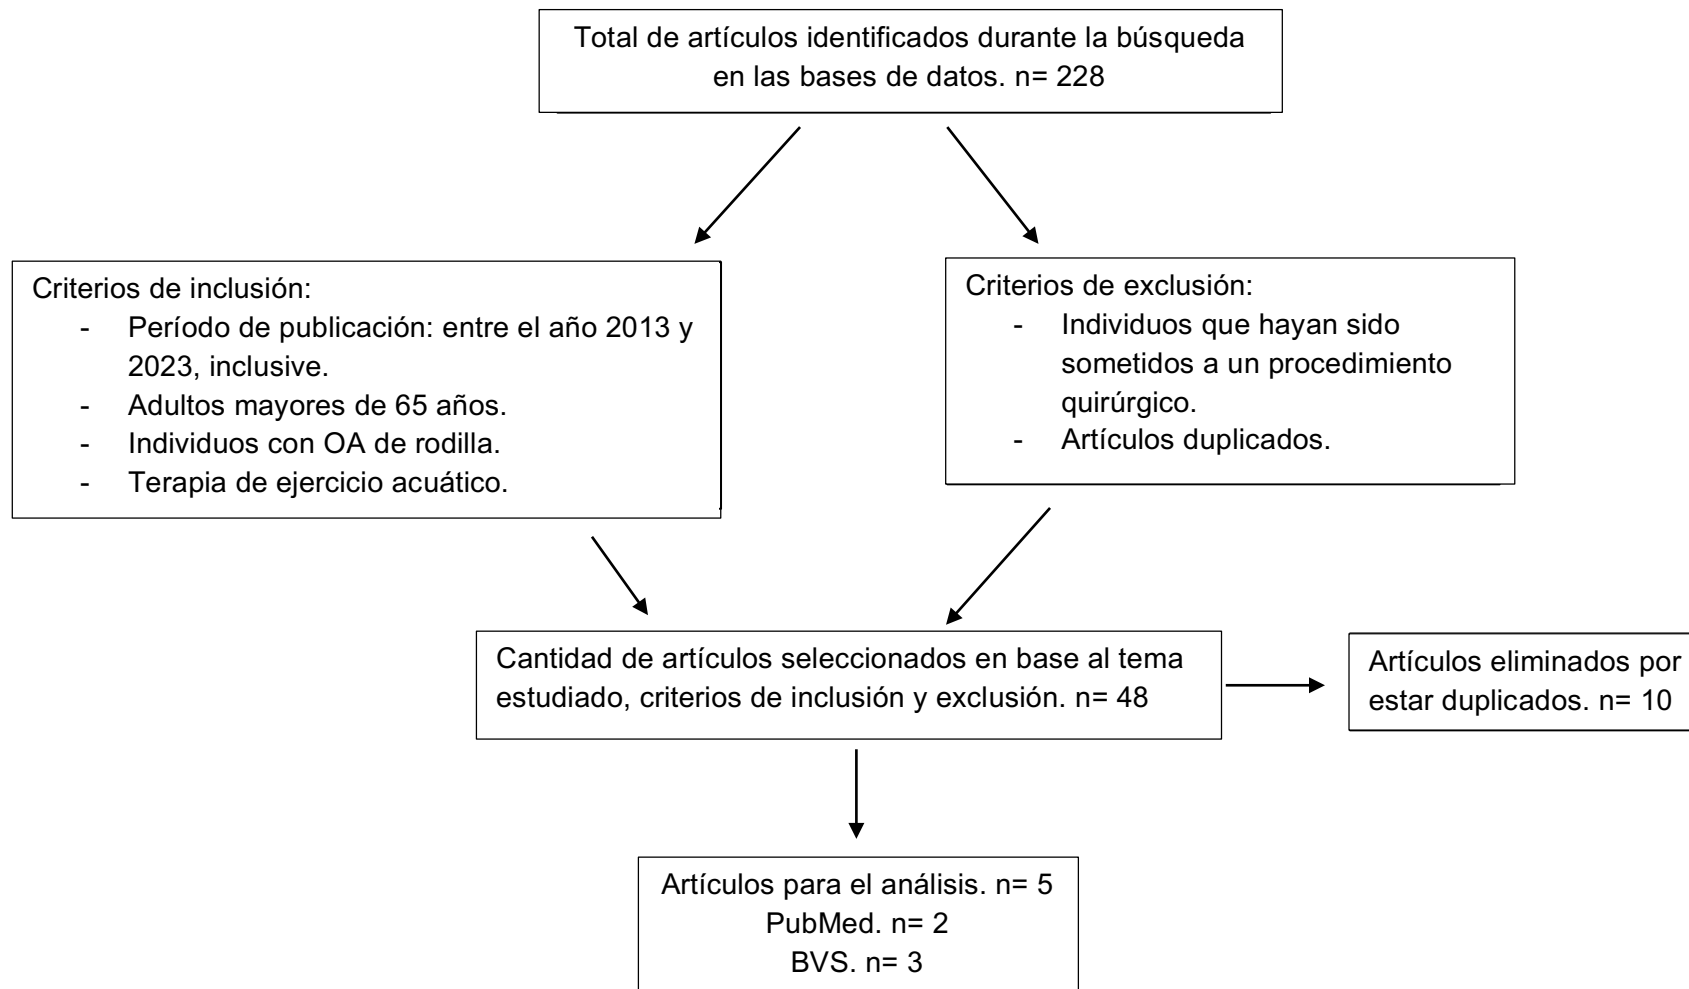 Total de artículos identificados durante la búsqueda
en las bases de datos. n= 228
Criterios de inclusión:
- Período de publicación: entre el año 2013 y
2023, inclusive.
- Adultos mayores de 65 años.
- Individuos con OA de rodilla.
- Terapia de ejercicio acuático.
Criterios de exclusión:
- Individuos que hayan sido
sometidos a un procedimiento
quirúrgico.
- Artículos duplicados.
Cantidad de artículos seleccionados en base al tema
estudiado, criterios de inclusión y exclusión. n= 48
Artículos eliminados por
estar duplicados. n= 10
Artículos para el análisis. n= 5
PubMed. n= 2
BVS. n= 3